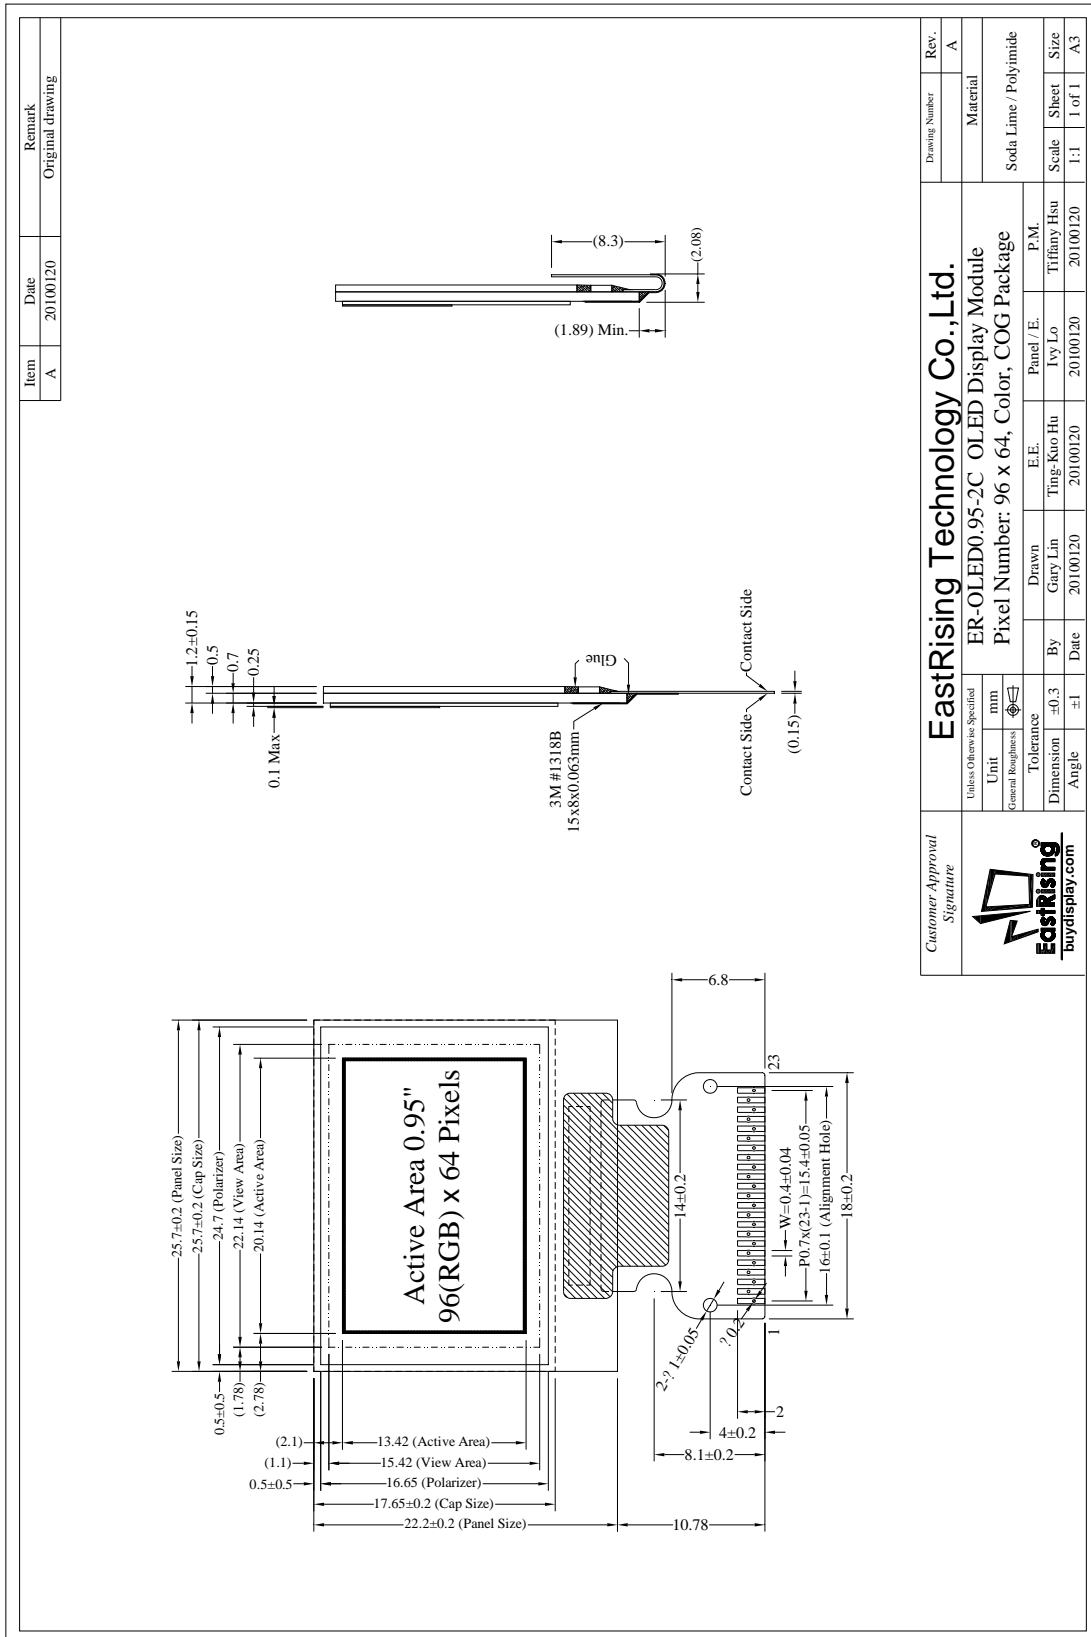 Item Date Remark
A 20100120 Original drawing
(8.3)
(2.08)
(1.89) Min.
1.2±0.15
0.5
0.7
0.25
0.1 Max
Glue
3M #1318B
15x8x0.063mm
Contact Side
Contact Side
(0.15)
25.7±0.2 (Panel Size)
25.7±0.2 (Cap Size)
24.7 (Polarizer)
22.14 (View Area)
20.14 (Active Area)
0.5±0.5
(1.78)
(2.78)
Active Area 0.95"
96(RGB) x 64 Pixels
(2.1)
13.42 (Active Area)
(1.1)
15.42 (View Area)
0.5±0.5
16.65 (Polarizer)
17.65±0.2 (Cap Size)
22.2±0.2 (Panel Size)
10.78
6.8
14±0.2
23
1
W=0.4±0.04
P0.7x(23-1)=15.4±0.05
16±0.1 (Alignment Hole)
18±0.2
2-? 1±0.05
? 0.2
2
4±0.2
8.1±0.2
Customer Approval
Signature
EastRising®
buydisplay.com
EastRising Technology Co.,Ltd.
Drawing Number
Rev.
A
Unless Otherwise Specified
Unit mm
General Roughness
Tolerance
Dimension ±0.3
Angle ±1
ER-OLED0.95-2C OLED Display Module
Pixel Number: 96 x 64, Color, COG Package
Material
Soda Lime / Polyimide
Drawn E.E. Panel / E. P.M.
By Gary Lin Ting-Kuo Hu Ivy Lo Tiffany Hsu
Date 20100120 20100120 20100120 20100120
Scale Sheet Size
1:1 1 of 1 A3